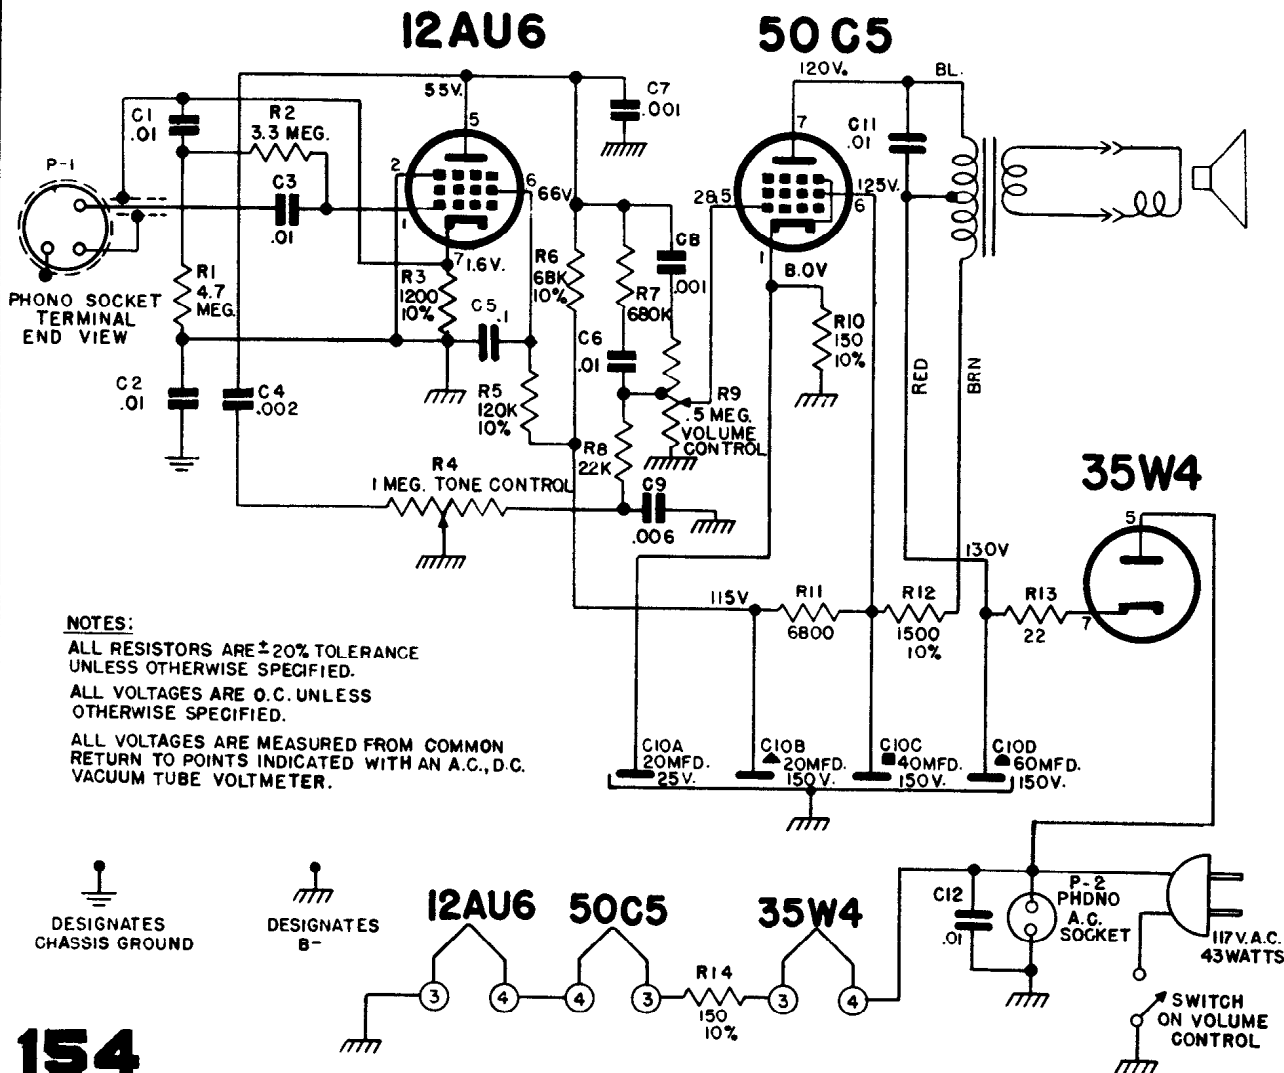 12AU6
50C5
120V.
BL.
55V.
C7
.001
C1
.01
R2
3.3 MEG.
5
7
C11
.01
P-1
2
6
66V.
C3
.01
1
28
5
125V.
6
7
1.6V.
R1
4.7
MEG.
R3
1200
10%
C5
.1
R6
68K
10%
R7
680K
C8
.001
1
8.0V
PHONO SOCKET
TERMINAL
END VIEW
C6
.01
R10
150
10%
RED
BRN
C2
.01
C4
.002
R5
120K
10%
R9
.5 MEG.
VOLUME
CONTROL
R8
22K
R4
1 MEG. TONE CONTROL
C9
.006
35W4
5
130V
7
115V
R11
6800
R12
1500
10%
R13
22
NOTES:
ALL RESISTORS ARE ±20% TOLERANCE
UNLESS OTHERWISE SPECIFIED.
ALL VOLTAGES ARE D.C. UNLESS
OTHERWISE SPECIFIED.
ALL VOLTAGES ARE MEASURED FROM COMMON
RETURN TO POINTS INDICATED WITH AN A.C., D.C.
VACUUM TUBE VOLTMETER.
C10A
20MFD.
25V.
C10B
20MFD.
150V.
C10C
40MFD.
150V.
C10D
60MFD.
150V.
DESIGNATES
CHASSIS GROUND
DESIGNATES
B-
12AU6
50C5
35W4
3
4
4
3
R14
150
10%
3
4
C12
.01
P-2
PHONO
A.C.
SOCKET
117V.A.C.
43WATTS
SWITCH
ON VOLUME
CONTROL
154